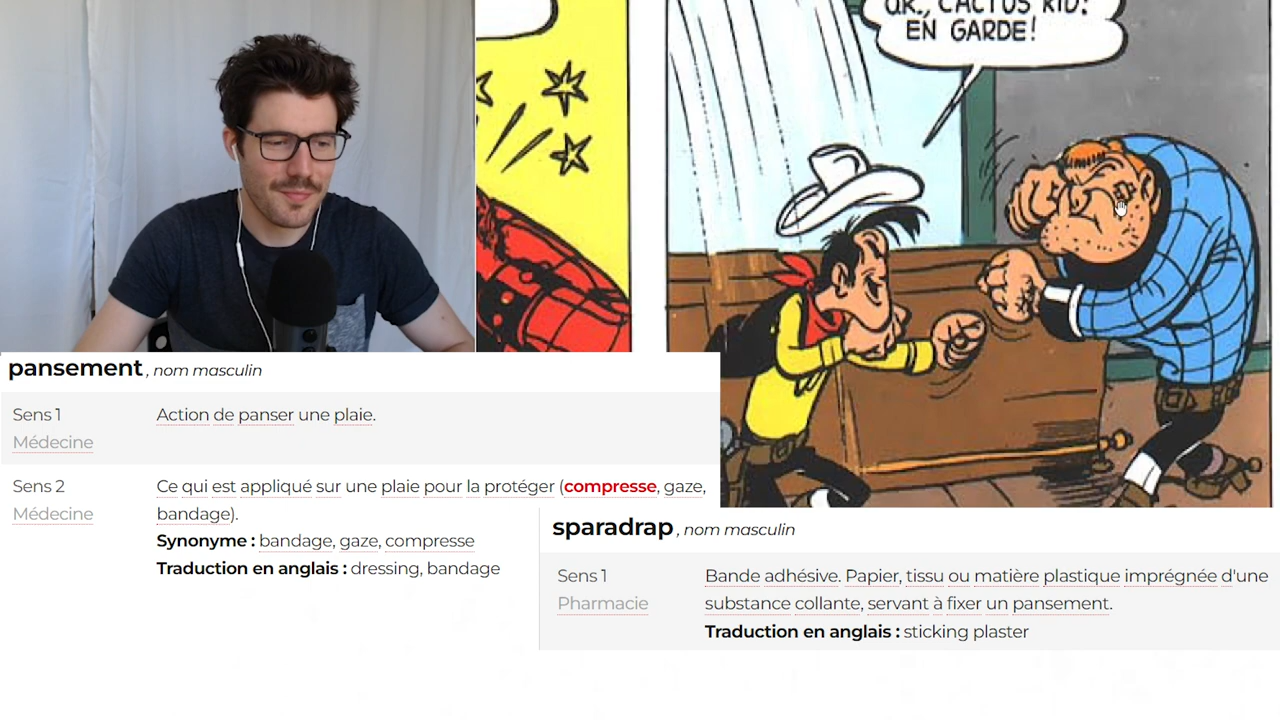 O.K., CACTUS KID:
EN GARDE!
pansement, nom masculin
Sens 1
Action de panser une plaie.
Médecine
Sens 2
Ce qui est appliqué sur une plaie pour la protéger (compresse, gaze,
Médecine
bandage).
Synonyme : bandage, gaze, compresse
Traduction en anglais : dressing, bandage
sparadrap, nom masculin
Sens 1
Bande adhésive. Papier, tissu ou matière plastique imprégnée d'une
Pharmacie
substance collante, servant à fixer un pansement.
Traduction en anglais : sticking plaster